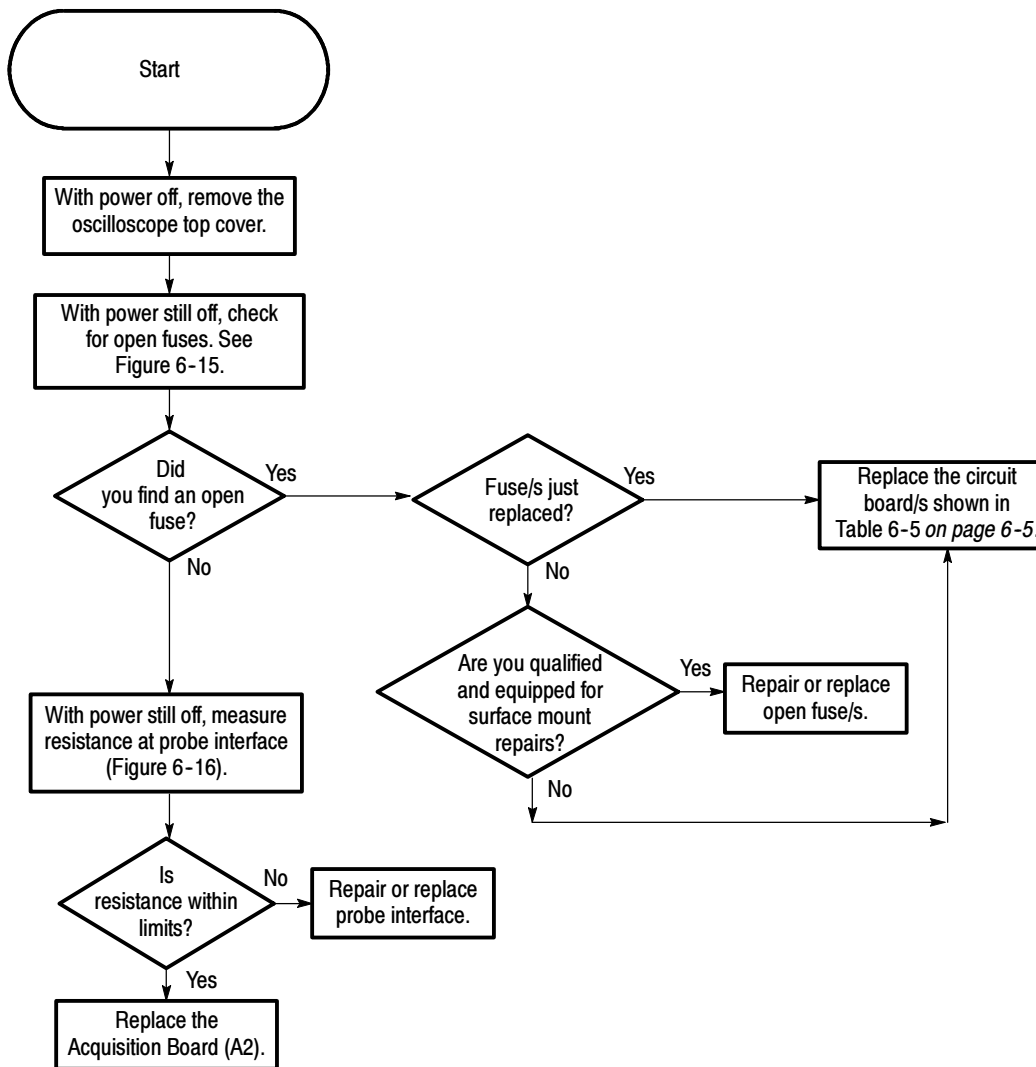 Start
With power off, remove the
oscilloscope top cover.
With power still off, check
for open fuses. See
Figure 6-15.
Did
you find an open
fuse?
Yes
No
Fuse/s just
replaced?
Yes
No
Replace the circuit
board/s shown in
Table 6-5 on page 6-5.
Are you qualified
and equipped for
surface mount
repairs?
Yes
No
Repair or replace
open fuse/s.
With power still off, measure
resistance at probe interface
(Figure 6-16).
Is
resistance within
limits?
No
Yes
Repair or replace
probe interface.
Replace the
Acquisition Board (A2).